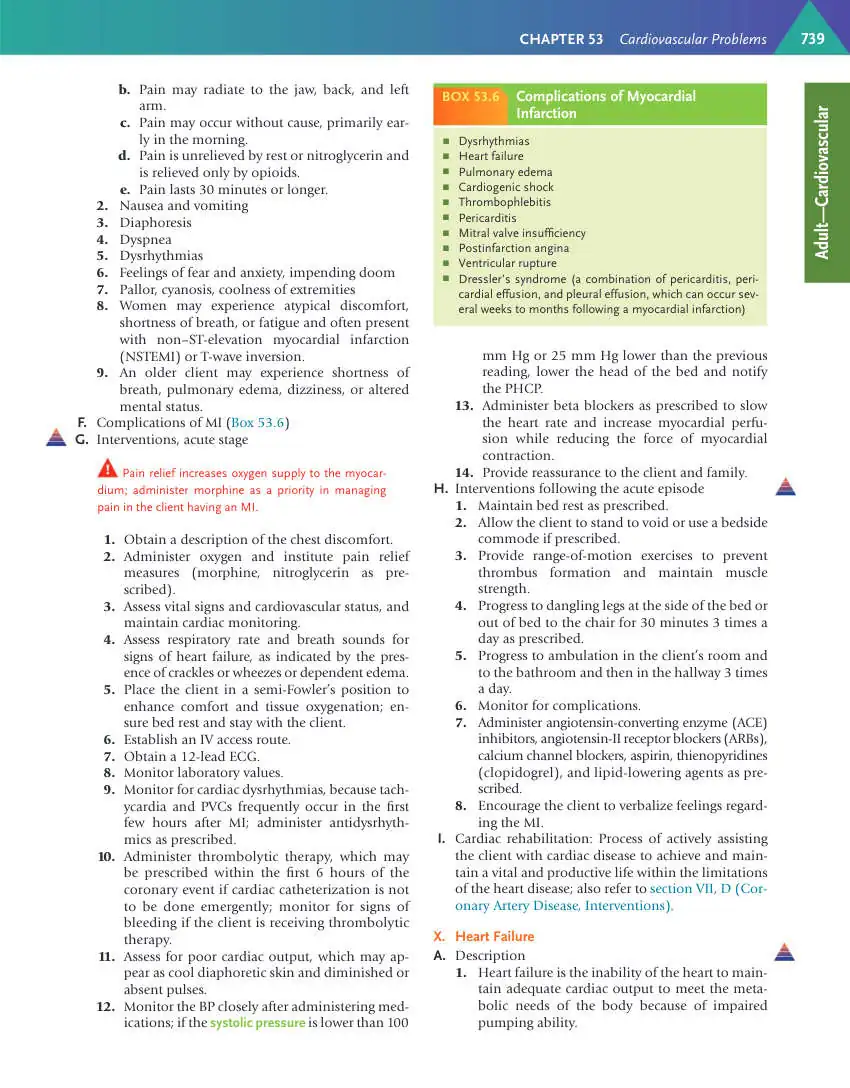 CHAPTER 53 Cardiovascular Problems 739
b. Pain may radiate to the jaw, back, and left
arm.
c. Pain may occur without cause, primarily ear-
ly in the morning.
d. Pain is unrelieved by rest or nitroglycerin and
is relieved only by opioids.
e. Pain lasts 30 minutes or longer.
2. Nausea and vomiting
3. Diaphoresis
4. Dyspnea
5. Dysrhythmias
6. Feelings of fear and anxiety, impending doom
7. Pallor, cyanosis, coolness of extremities
8. Women may experience atypical discomfort,
shortness of breath, or fatigue and often present
with non–ST-elevation myocardial infarction
(NSTEMI) or T-wave inversion.
9. An older client may experience shortness of
breath, pulmonary edema, dizziness, or altered
mental status.
F. Complications of MI (Box 53.6)
G. Interventions, acute stage
! Pain relief increases oxygen supply to the myocar-
dium; administer morphine as a priority in managing
pain in the client having an MI.
1. Obtain a description of the chest discomfort.
2. Administer oxygen and institute pain relief
measures (morphine, nitroglycerin as pre-
scribed).
3. Assess vital signs and cardiovascular status, and
maintain cardiac monitoring.
4. Assess respiratory rate and breath sounds for
signs of heart failure, as indicated by the pres-
ence of crackles or wheezes or dependent edema.
5. Place the client in a semi-Fowler's position to
enhance comfort and tissue oxygenation; en-
sure bed rest and stay with the client.
6. Establish an IV access route.
7. Obtain a 12-lead ECG.
8. Monitor laboratory values.
9. Monitor for cardiac dysrhythmias, because tach-
ycardia and PVCs frequently occur in the first
few hours after MI; administer antidysrhyth-
mics as prescribed.
10. Administer thrombolytic therapy, which may
be prescribed within the first 6 hours of the
coronary event if cardiac catheterization is not
to be done emergently; monitor for signs of
bleeding if the client is receiving thrombolytic
therapy.
11. Assess for poor cardiac output, which may ap-
pear as cool diaphoretic skin and diminished or
absent pulses.
12. Monitor the BP closely after administering med-
ications; if the systolic pressure is lower than 100
BOX 53.6 Complications of Myocardial
Infarction
■ Dysrhythmias
■ Heart failure
■ Pulmonary edema
■ Cardiogenic shock
■ Thrombophlebitis
■ Pericarditis
■ Mitral valve insufficiency
■ Postinfarction angina
■ Ventricular rupture
■ Dressler's syndrome (a combination of pericarditis, peri-
cardial effusion, and pleural effusion, which can occur sev-
eral weeks to months following a myocardial infarction)
mm Hg or 25 mm Hg lower than the previous
reading, lower the head of the bed and notify
the PHCP.
13. Administer beta blockers as prescribed to slow
the heart rate and increase myocardial perfu-
sion while reducing the force of myocardial
contraction.
14. Provide reassurance to the client and family.
H. Interventions following the acute episode
1. Maintain bed rest as prescribed.
2. Allow the client to stand to void or use a bedside
commode if prescribed.
3. Provide range-of-motion exercises to prevent
thrombus formation and maintain muscle
strength.
4. Progress to dangling legs at the side of the bed or
out of bed to the chair for 30 minutes 3 times a
day as prescribed.
5. Progress to ambulation in the client's room and
to the bathroom and then in the hallway 3 times
a day.
6. Monitor for complications.
7. Administer angiotensin-converting enzyme (ACE)
inhibitors, angiotensin-II receptor blockers (ARBs),
calcium channel blockers, aspirin, thienopyridines
(clopidogrel), and lipid-lowering agents as pre-
scribed.
8. Encourage the client to verbalize feelings regard-
ing the MI.
I. Cardiac rehabilitation: Process of actively assisting
the client with cardiac disease to achieve and main-
tain a vital and productive life within the limitations
of the heart disease; also refer to section VII, D (Cor-
onary Artery Disease, Interventions).
X. Heart Failure
A. Description
1. Heart failure is the inability of the heart to main-
tain adequate cardiac output to meet the meta-
bolic needs of the body because of impaired
pumping ability.
Adult—Cardiovascular